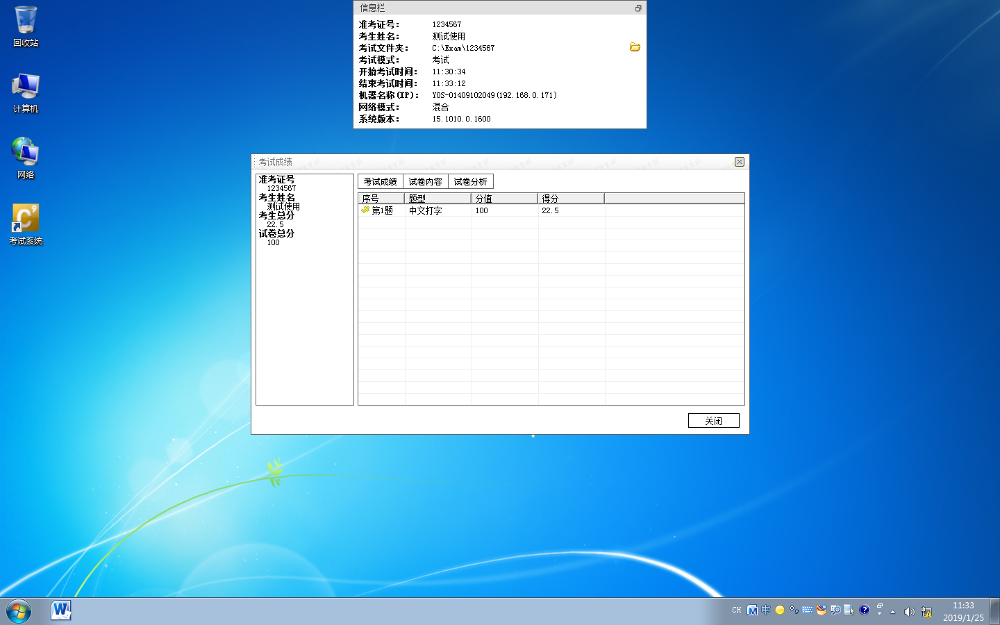 回收站
计算机
网络
考试系统
信息栏
准考证号： 1234567
考生姓名： 测试使用
考试文件夹： C:\Exam\1234567
考试模式： 考试
开始考试时间： 11:30:34
结束考试时间： 11:33:12
机器名称(IP)： YOS-01409102049(192.168.0.171)
网络模式： 混合
系统版本： 15.1010.0.1600
考试成绩
准考证号
1234567
考生姓名
测试使用
考生总分
22.5
试卷总分
100
考试成绩 试卷内容 试卷分析
序号 题型 分值 得分
第1题 中文打字 100 22.5
关闭
CH M 中
11:33
2019/1/25